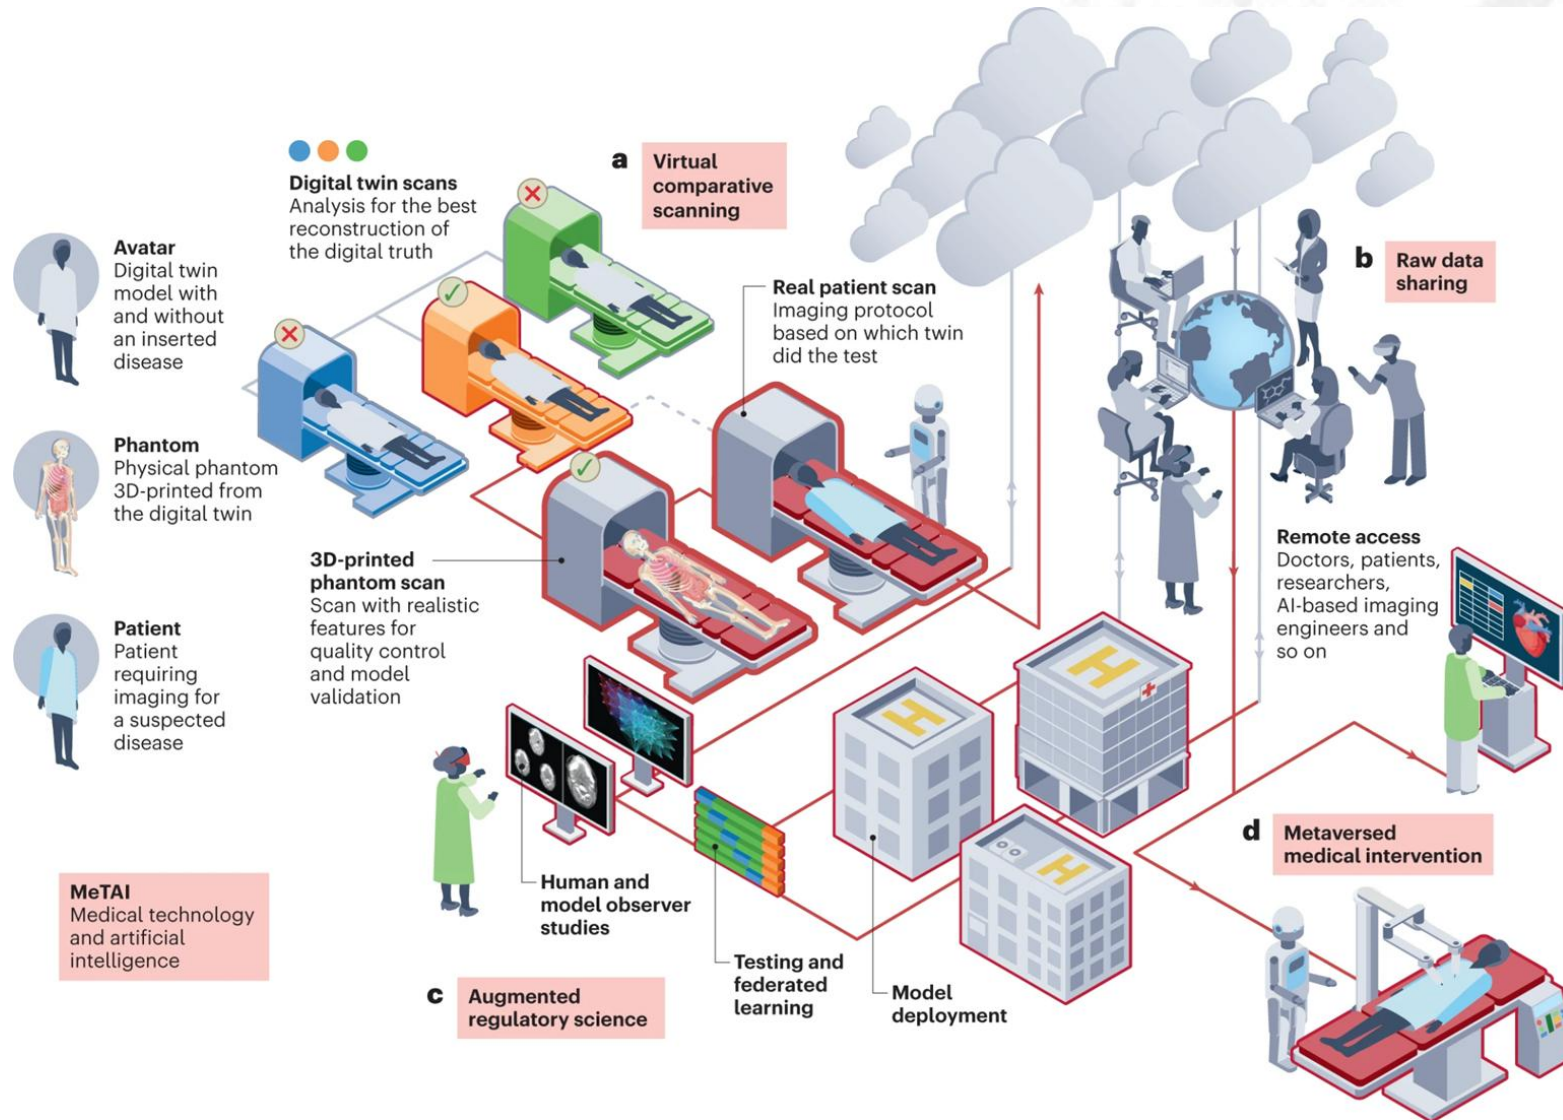 Digital twin scans
Analysis for the best
reconstruction of
the digital truth
a
Virtual
comparative
scanning
Avatar
Digital twin
model with
and without
an inserted
disease
Phantom
Physical phantom
3D-printed from
the digital twin
Patient
Patient
requiring
imaging for
a suspected
disease
Real patient scan
Imaging protocol
based on which twin
did the test
3D-printed
phantom scan
Scan with realistic
features for
quality control
and model
validation
b
Raw data
sharing
Remote access
Doctors, patients,
researchers,
AI-based imaging
engineers and
so on
H
H
H
Human and
model observer
studies
Testing and
federated
learning
Model
deployment
c
Augmented
regulatory science
d
Metaversed
medical intervention
MeTAI
Medical technology
and artificial
intelligence